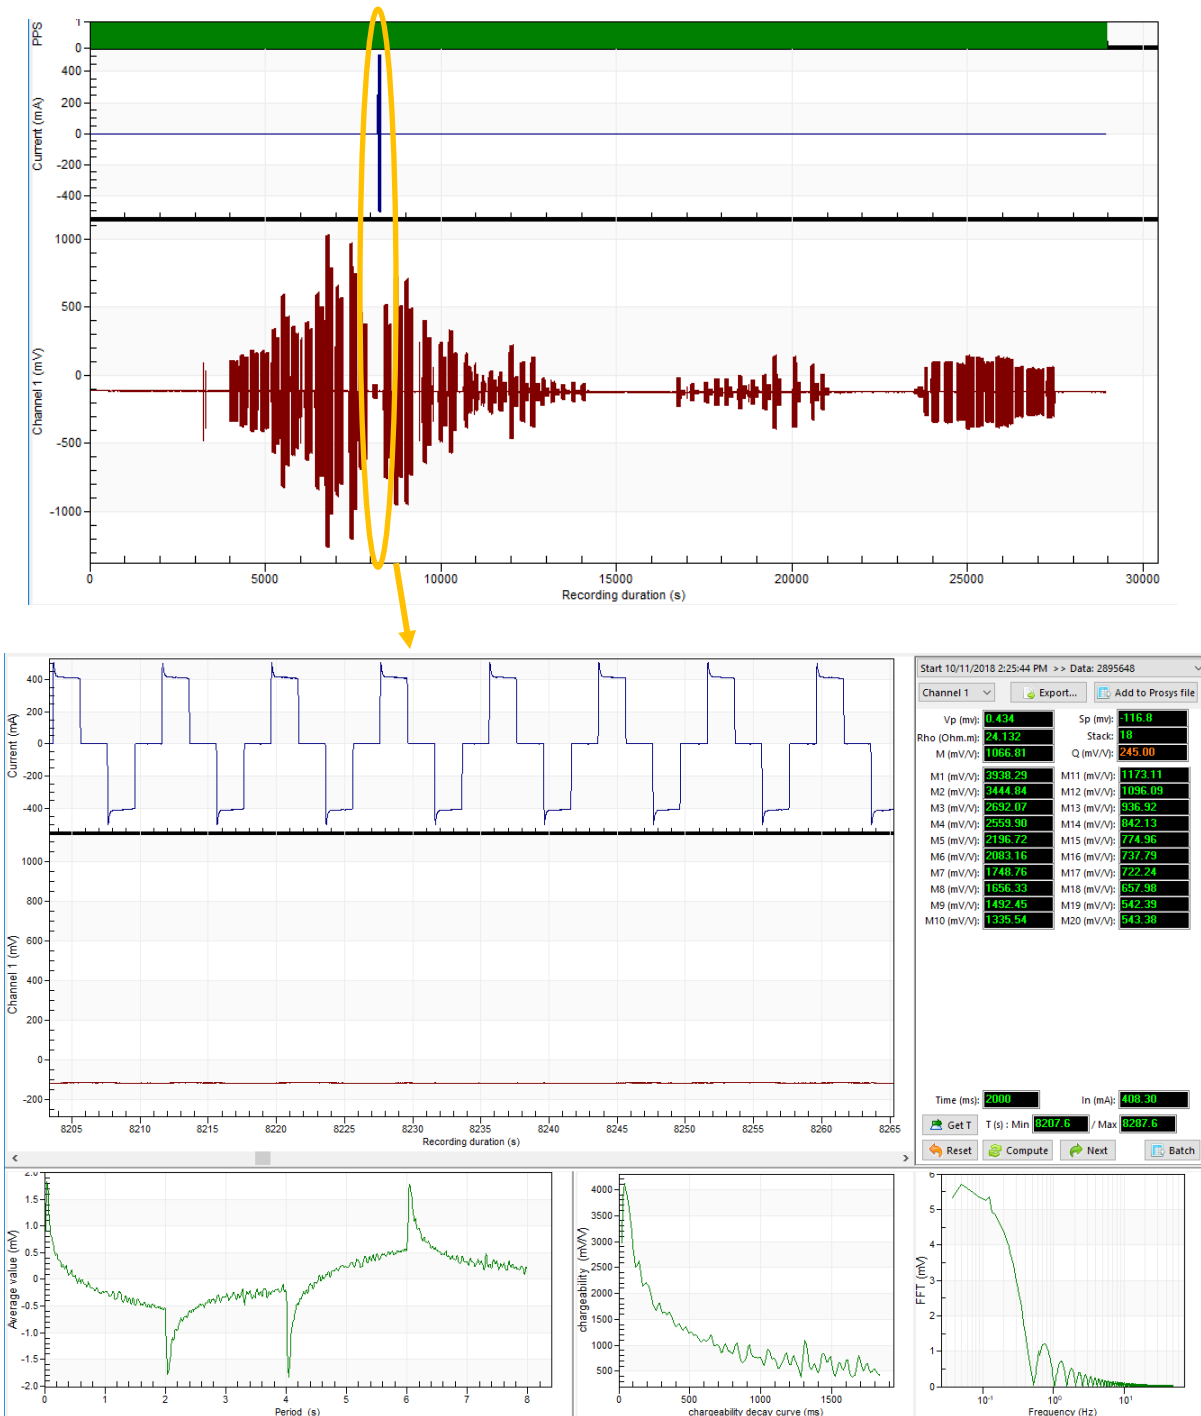 PPS
1
0
Current (mA)
400
200
0
-200
-400
Channel 1 (mV)
1000
500
0
-500
-1000
0 5000 10000 15000 20000 25000 30000
Recording duration (s)
Current (mA)
400
200
0
-200
-400
Channel 1 (mV)
1000
800
600
400
200
0
-200
8205 8210 8215 8220 8225 8230 8235 8240 8245 8250 8255 8260 8265
Recording duration (s)
Start 10/11/2018 2:25:44 PM >> Data: 2895648
Channel 1 Export... Add to Prosys file
Vp (mv): 0.434 Sp (mv): -116.8
Rho (Ohm.m): 24.132 Stack: 18
M (mV/V): 1066.81 Q (mV/V): 245.00
M1 (mV/V): 3938.29 M11 (mV/V): 1173.11
M2 (mV/V): 3444.84 M12 (mV/V): 1096.09
M3 (mV/V): 2692.07 M13 (mV/V): 936.92
M4 (mV/V): 2559.90 M14 (mV/V): 842.13
M5 (mV/V): 2196.72 M15 (mV/V): 774.96
M6 (mV/V): 2083.16 M16 (mV/V): 737.79
M7 (mV/V): 1748.76 M17 (mV/V): 722.24
M8 (mV/V): 1656.33 M18 (mV/V): 657.98
M9 (mV/V): 1492.45 M19 (mV/V): 542.39
M10 (mV/V): 1335.54 M20 (mV/V): 543.38
Time (ms): 2000 In (mA): 408.30
Get T T (s) : Min 8207.6 / Max 8287.6
Reset Compute Next Batch
Average value (mV)
2.0
1.5
1.0
0.5
0
-0.5
-1.0
-1.5
-2.0
0 1 2 3 4 5 6 7 8
Period (s)
chargeability (mV/V)
4000
3500
3000
2500
2000
1500
1000
500
0 500 1000 1500
chargeability decay curve (ms)
FFT (mV)
6
5
4
3
2
1
0
10-1 100 101
Frequency (Hz)